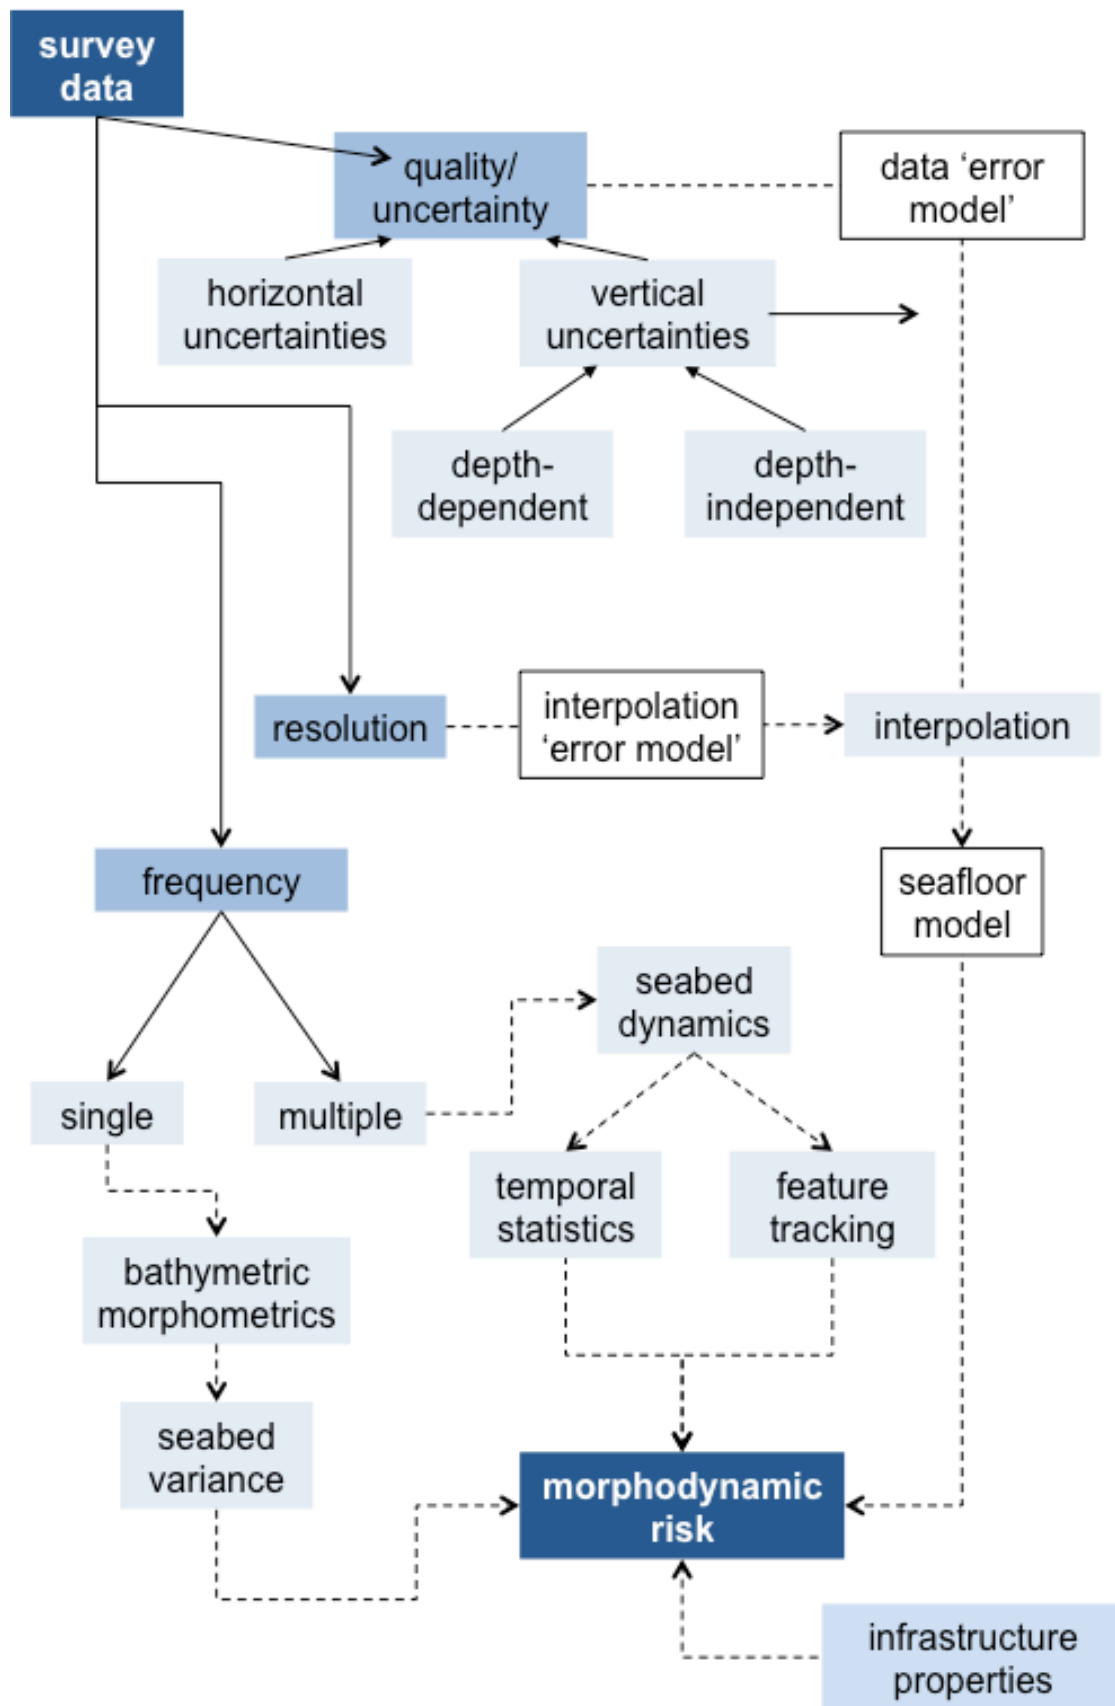 survey
data
quality/
uncertainty
data ‘error
model’
horizontal
uncertainties
vertical
uncertainties
depth-
dependent
depth-
independent
resolution
interpolation
‘error model’
interpolation
frequency
seafloor
model
seabed
dynamics
single
multiple
temporal
statistics
feature
tracking
bathymetric
morphometrics
seabed
variance
morphodynamic
risk
infrastructure
properties